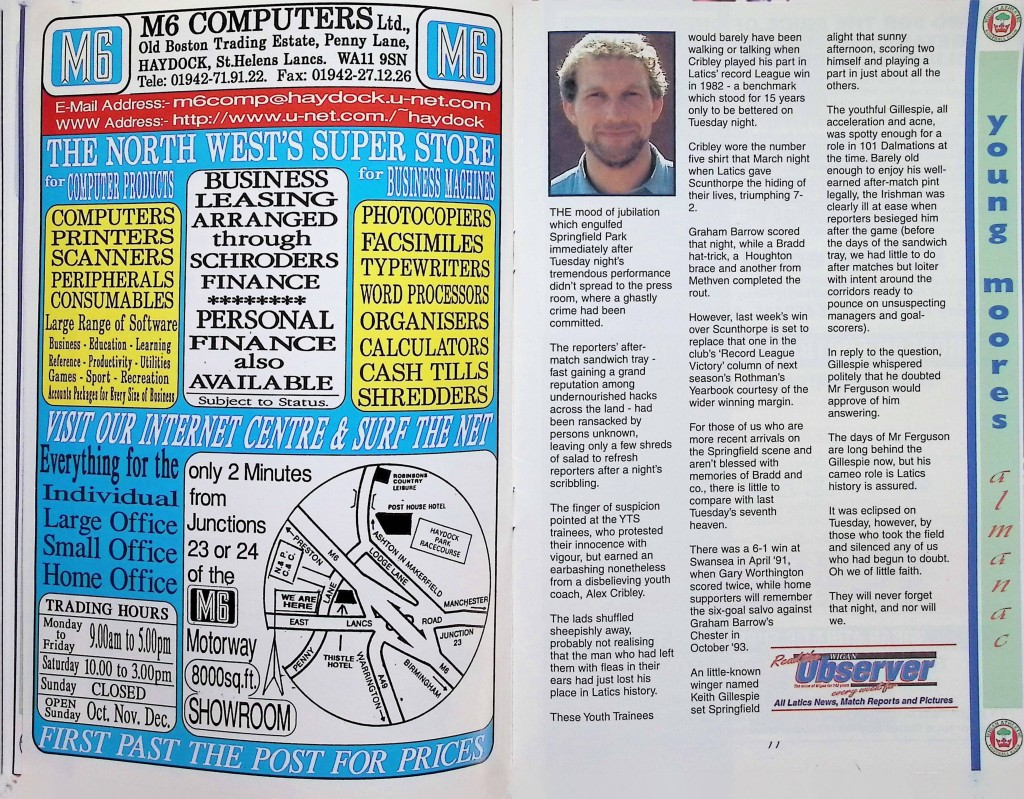 M6 COMPUTERS Ltd.,
Old Boston Trading Estate, Penny Lane,
HAYDOCK, St.Helens Lancs. WA11 9SN
Tele: 01942-71.91.22. Fax: 01942-27.12.26
M6
M6
E-Mail Address:- m6comp@haydock.u-net.com
WWW Address:- http://www.u-net.com./~haydock
THE NORTH WEST'S SUPER STORE
for COMPUTER PRODUCTS
for BUSINESS MACHINES
COMPUTERS
PRINTERS
SCANNERS
PERIPHERALS
CONSUMABLES
Large Range of Software
Business - Education - Learning
Reference - Productivity - Utilities
Games - Sport - Recreation
Accounts Packages for Every Size of Business
BUSINESS
LEASING
ARRANGED
through
SCHRODERS
FINANCE
********
PERSONAL
FINANCE
also
AVAILABLE
Subject to Status.
PHOTOCOPIERS
FACSIMILES
TYPEWRITERS
WORD PROCESSORS
ORGANISERS
CALCULATORS
CASH TILLS
SHREDDERS
VISIT OUR INTERNET CENTRE & SURF THE NET
Everything for the
Individual
Large Office
Small Office
Home Office
TRADING HOURS
Monday
to
Friday
9.00am to 5.00pm
Saturday 10.00 to 3.00pm
Sunday CLOSED
OPEN
Sunday Oct. Nov. Dec.
only 2 Minutes
from
Junctions
23 or 24
of the
M6
Motorway
8000sq.ft.
SHOWROOM
ROBINSONS
COUNTRY
LEISURE
POST HOUSE HOTEL
HAYDOCK
PARK
RACECOURSE
ASHTON IN MAKERFIELD
LODGE LANE
PRESTON
M6
N.&.P.
C.C.
LANE
WE ARE
HERE
EAST
LANCS
ROAD
MANCHESTER
JUNCTION
23
PENNY
THISTLE
HOTEL
WARRINGTON
A49
BIRMINGHAM
M6
FIRST PAST THE POST FOR PRICES
THE mood of jubilation
which engulfed
Springfield Park
immediately after
Tuesday night's
tremendous performance
didn't spread to the press
room, where a ghastly
crime had been
committed.
The reporters' after-
match sandwich tray -
fast gaining a grand
reputation among
undernourished hacks
across the land - had
been ransacked by
persons unknown,
leaving only a few shreds
of salad to refresh
reporters after a night's
scribbling.
The finger of suspicion
pointed at the YTS
trainees, who protested
their innocence with
vigour, but earned an
earbashing nonetheless
from a disbelieving youth
coach, Alex Cribley.
The lads shuffled
sheepishly away,
probably not realising
that the man who had left
them with fleas in their
ears had just lost his
place in Latics history.
These Youth Trainees
would barely have been
walking or talking when
Cribley played his part in
Latics' record League win
in 1982 - a benchmark
which stood for 15 years
only to be bettered on
Tuesday night.
Cribley wore the number
five shirt that March night
when Latics gave
Scunthorpe the hiding of
their lives, triumphing 7-
2.
Graham Barrow scored
that night, while a Bradd
hat-trick, a Houghton
brace and another from
Methven completed the
rout.
However, last week's win
over Scunthorpe is set to
replace that one in the
club's 'Record League
Victory' column of next
season's Rothman's
Yearbook courtesy of the
wider winning margin.
For those of us who are
more recent arrivals on
the Springfield scene and
aren't blessed with
memories of Bradd and
co., there is little to
compare with last
Tuesday's seventh
heaven.
There was a 6-1 win at
Swansea in April '91,
when Gary Worthington
scored twice, while home
supporters will remember
the six-goal salvo against
Graham Barrow's
Chester in
October '93.
An little-known
winger named
Keith Gillespie
set Springfield
alight that sunny
afternoon, scoring two
himself and playing a
part in just about all the
others.
The youthful Gillespie, all
acceleration and acne,
was spotty enough for a
role in 101 Dalmations at
the time. Barely old
enough to enjoy his well-
earned after-match pint
legally, the Irishman was
clearly ill at ease when
reporters besieged him
after the game (before
the days of the sandwich
tray, we had little to do
after matches but loiter
with intent around the
corridors ready to
pounce on unsuspecting
managers and goal-
scorers).
In reply to the question,
Gillespie whispered
politely that he doubted
Mr Ferguson would
approve of him
answering.
The days of Mr Ferguson
are long behind the
Gillespie now, but his
cameo role is Latics
history is assured.
It was eclipsed on
Tuesday, however, by
those who took the field
and silenced any of us
who had begun to doubt.
Oh we of little faith.
They will never forget
that night, and nor will
we.
Read the
WIGAN
Observer
every week for
All Latics News, Match Reports and Pictures
11
young moores
almanac